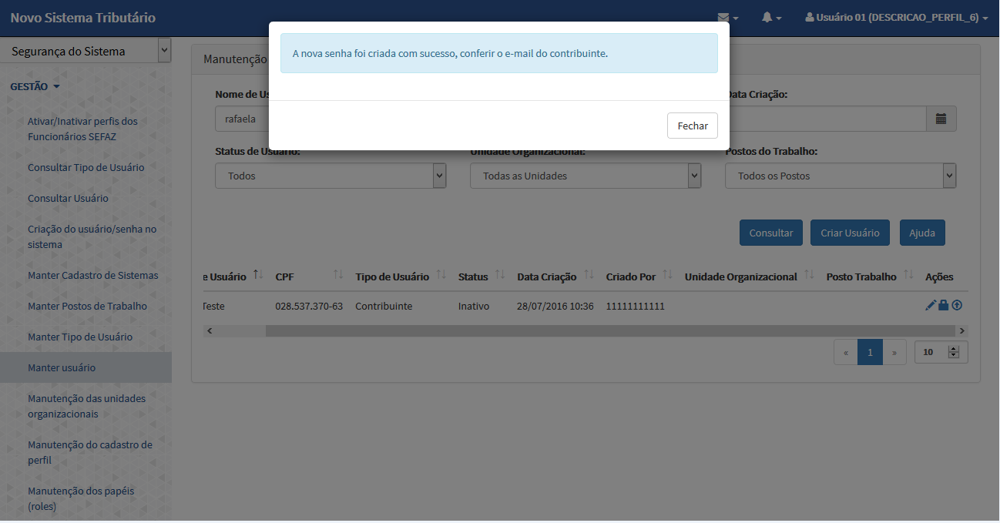 Novo Sistema Tributário
Usuário 01 (DESCRICAO_PERFIL_6)
Segurança do Sistema
GESTÃO
Ativar/Inativar perfis dos
Funcionários SEFAZ
Consultar Tipo de Usuário
Consultar Usuário
Criação do usuário/senha no
sistema
Manter Cadastro de Sistemas
Manter Postos de Trabalho
Manter Tipo de Usuário
Manter usuário
Manutenção das unidades
organizacionais
Manutenção do cadastro de
perfil
Manutenção dos papéis
(roles)
A nova senha foi criada com sucesso, conferir o e-mail do contribuinte.
Fechar
Manutenção
Nome de Us
Data Criação:
rafaela
Status de Usuário: Unidade Organizacional: Postos do Trabalho:
Todos Todas as Unidades Todos os Postos
Consultar Criar Usuário Ajuda
e Usuário CPF Tipo de Usuário Status Data Criação Criado Por Unidade Organizacional Posto Trabalho Ações
Teste 028.537.370-63 Contribuinte Inativo 28/07/2016 10:36 11111111111
« 1 » 10